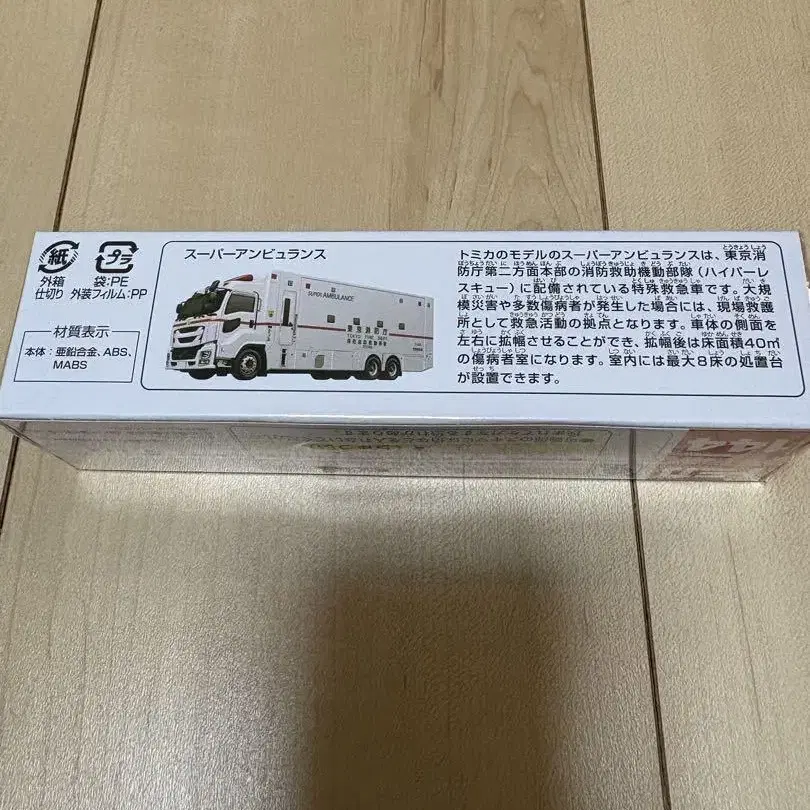 紙
外箱
仕切り
プラ
袋:PE
外装フィルム:PP
材質表示
本体:亜鉛合金、ABS、
MABS
スーパーアンビュランス
SUPER AMBULANCE
東京消防庁
TOKYO FIRE DEPT.
トミカのモデルのスーパーアンビュランスは、東京消
防庁第二方面本部の消防救助機動部隊(ハイパーレ
スキュー)に配備されている特殊救急車です。大規
模災害や多数傷病者が発生した場合には、現場救護
所として救急活動の拠点となります。車体の側面を
左右に拡幅させることができ、拡幅後は床面積40㎡
の傷病者室になります。室内には最大8床の処置台
が設置できます。
144